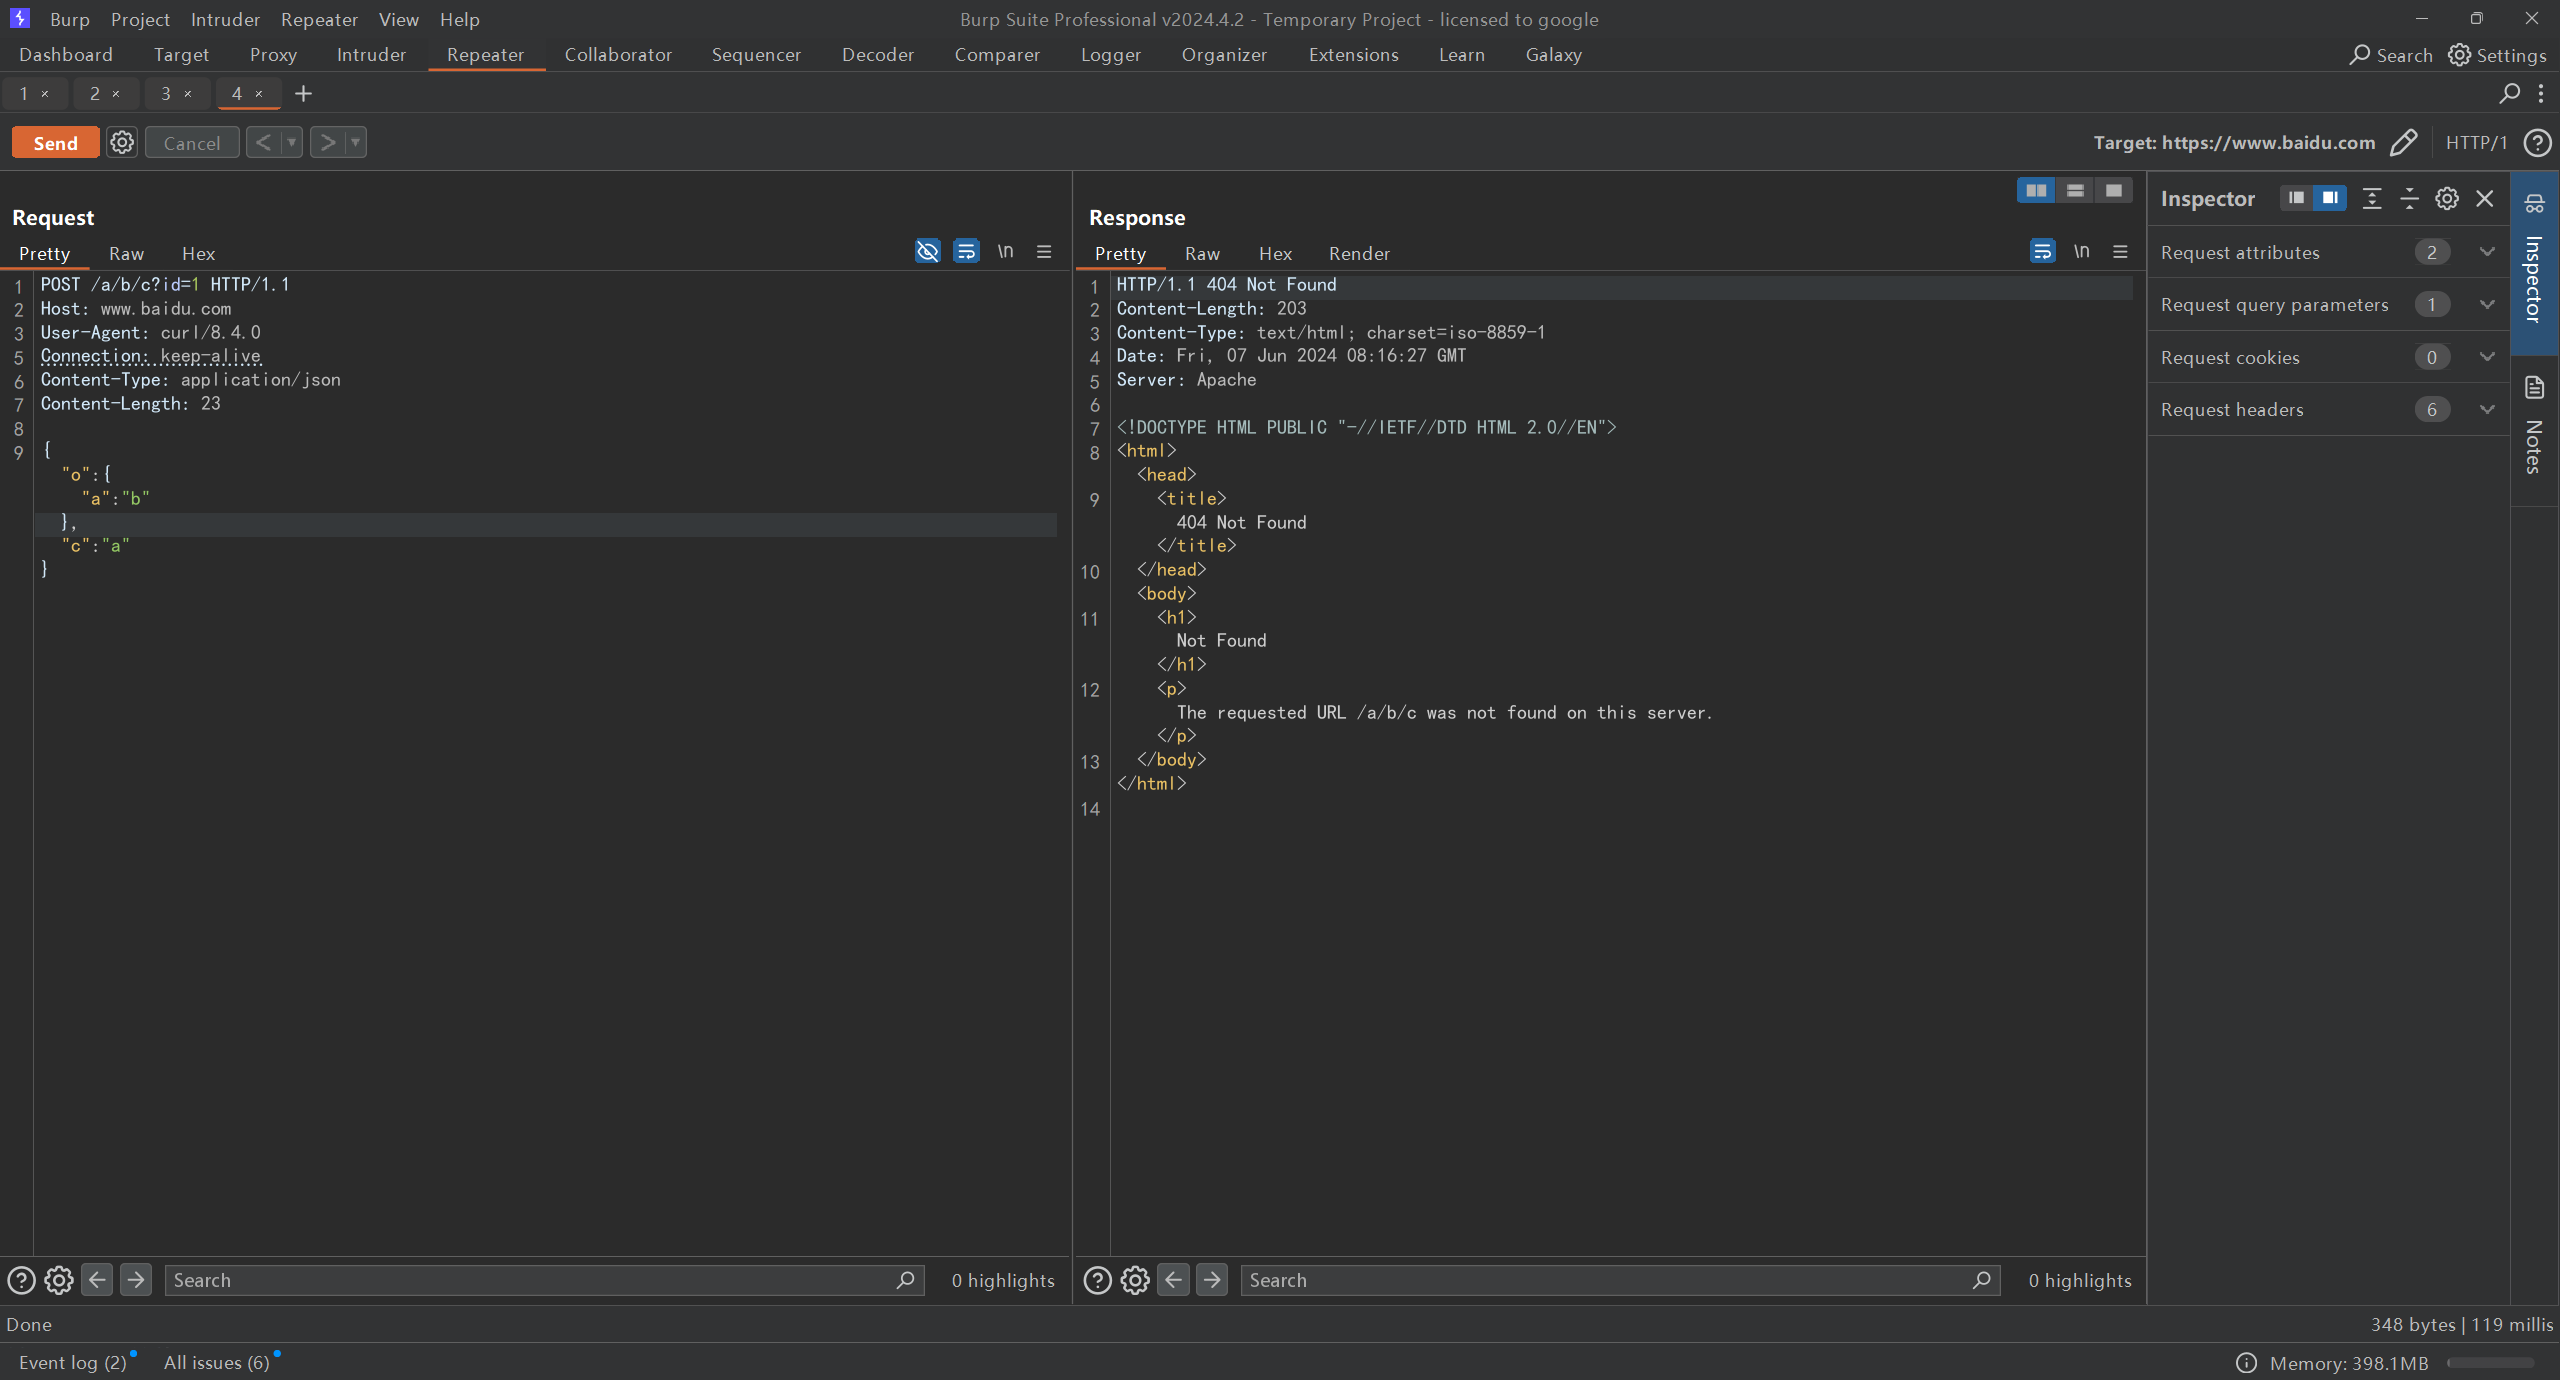 Burp Project Intruder Repeater View Help
Burp Suite Professional v2024.4.2 - Temporary Project - licensed to google
Dashboard Target Proxy Intruder Repeater Collaborator Sequencer Decoder Comparer Logger Organizer Extensions Learn Galaxy
Search Settings
1 × 2 × 3 × 4 × +
Send Cancel < >
Target: https://www.baidu.com HTTP/1
Request
Pretty Raw Hex \n
1 POST /a/b/c?id=1 HTTP/1.1
2 Host: www.baidu.com
3 User-Agent: curl/8.4.0
5 Connection: keep-alive
6 Content-Type: application/json
7 Content-Length: 23
8
9 {
"o":{
"a":"b"
},
"c":"a"
}
Search 0 highlights
Response
Pretty Raw Hex Render \n
1 HTTP/1.1 404 Not Found
2 Content-Length: 203
3 Content-Type: text/html; charset=iso-8859-1
4 Date: Fri, 07 Jun 2024 08:16:27 GMT
5 Server: Apache
6
7 <!DOCTYPE HTML PUBLIC "-//IETF//DTD HTML 2.0//EN">
8 <html>
<head>
9 <title>
404 Not Found
</title>
10 </head>
<body>
11 <h1>
Not Found
</h1>
12 <p>
The requested URL /a/b/c was not found on this server.
</p>
13 </body>
</html>
14
Search 0 highlights
Inspector
Request attributes 2
Request query parameters 1
Request cookies 0
Request headers 6
Inspector
Notes
Done
348 bytes | 119 millis
Event log (2) All issues (6)
Memory: 398.1MB